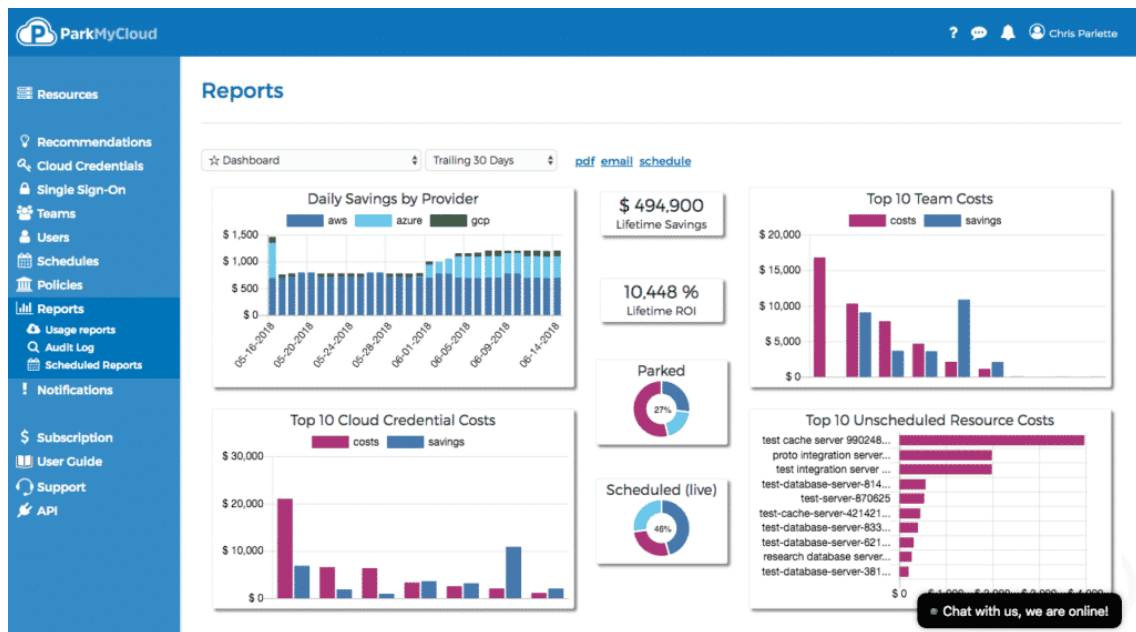 ParkMyCloud
? Chris Parlette
Resources
Recommendations
Cloud Credentials
Single Sign-On
Teams
Users
Schedules
Policies
Reports
Usage reports
Audit Log
Scheduled Reports
Notifications
Subscription
User Guide
Support
API
Reports
☆ Dashboard
Trailing 30 Days
pdf email schedule
Daily Savings by Provider
aws azure gcp
$ 1,500
$ 1,000
$ 500
$ 0
05-16-2018
05-20-2018
05-24-2018
05-28-2018
06-01-2018
06-05-2018
06-09-2018
06-14-2018
$ 494,900
Lifetime Savings
10,448 %
Lifetime ROI
Parked
27%
Scheduled (live)
46%
Top 10 Team Costs
costs savings
$ 20,000
$ 15,000
$ 10,000
$ 5,000
$ 0
Top 10 Cloud Credential Costs
costs savings
$ 30,000
$ 20,000
$ 10,000
$ 0
Top 10 Unscheduled Resource Costs
test cache server 990248...
proto integration server...
test integration server ...
test-database-server-814...
test-server-870625
test-cache-server-421421...
test-database-server-833...
test-database-server-621...
research database server...
test-database-server-381...
$ 0
Chat with us, we are online!